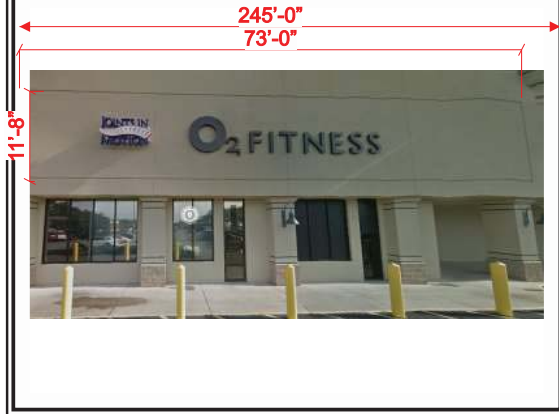 245'-0"
73'-0"
11'-8"
JOINTS IN
MOTION
O2 FITNESS